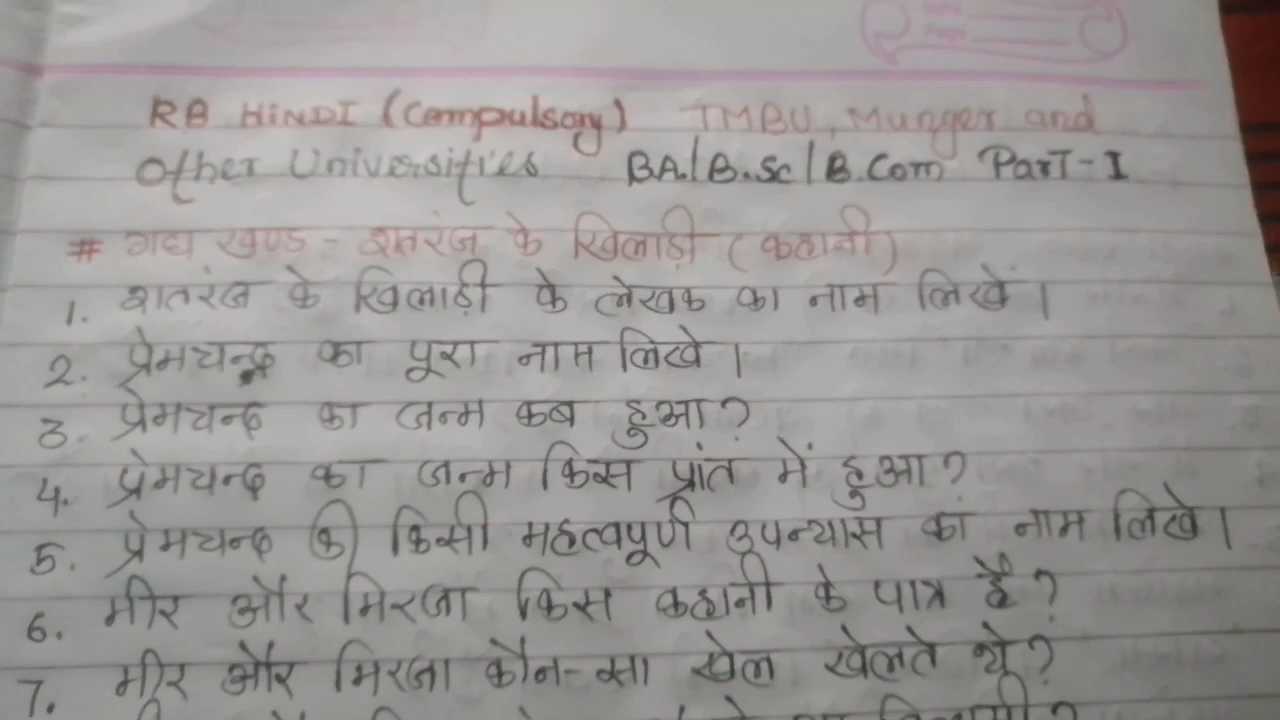 RB HINDI (Compulsory) TMBU, Munger and
Other Universities BA/B.Sc/B.Com Part-I
# गद्य खण्ड - शतरंज के खिलाड़ी (कहानी)
1. शतरंज के खिलाड़ी के लेखक का नाम लिखें।
2. प्रेमचन्द्र का पूरा नाम लिखे।
3. प्रेमचन्द का जन्म कब हुआ?
4. प्रेमचन्द का जन्म किस प्रांत में हुआ?
5. प्रेमचन्द की किसी महत्वपूर्ण उपन्यास का नाम लिखे।
6. मीर और मिरजा किस कहानी के पात्र है?
7. मीर और मिरजा कौन-सा खेल खेलते थे?